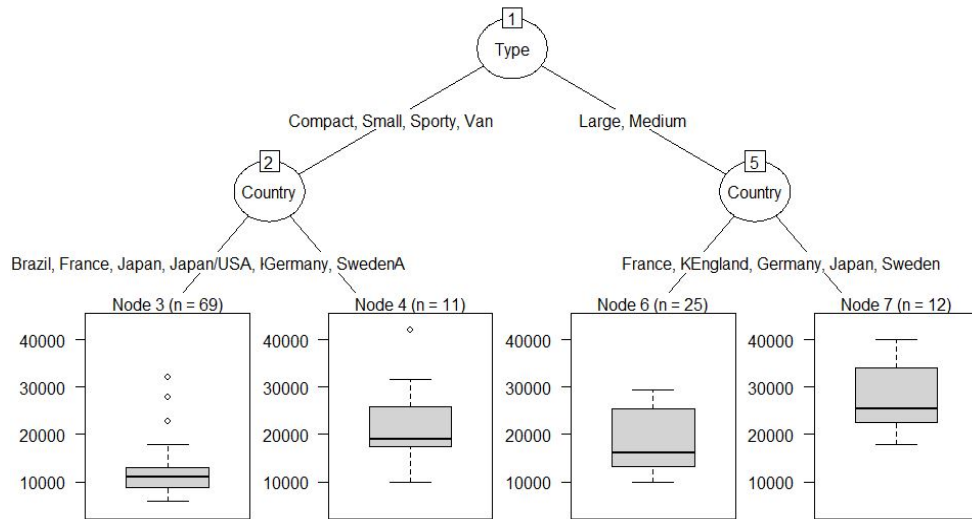 1
Type
Compact, Small, Sporty, Van
Large, Medium
2
5
Country
Country
Brazil, France, Japan, Japan/USA, KGermany, SwedenA
France, KEngland, Germany, Japan, Sweden
Node 3 (n = 69)
Node 4 (n = 11)
Node 6 (n = 25)
Node 7 (n = 12)
40000
30000
20000
10000
40000
30000
20000
10000
40000
30000
20000
10000
40000
30000
20000
10000